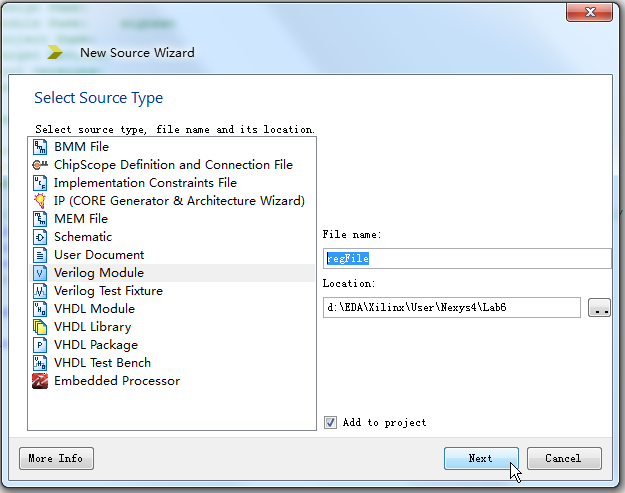 New Source Wizard
Select Source Type
Select source type, file name and its location.
BMM File
ChipScope Definition and Connection File
Implementation Constraints File
IP (CORE Generator & Architecture Wizard)
MEM File
Schematic
User Document
Verilog Module
Verilog Test Fixture
VHDL Module
VHDL Library
VHDL Package
VHDL Test Bench
Embedded Processor
File name:
regFile
Location:
d:\EDA\Xilinx\User\Nexys4\Lab6
..
Add to project
More Info
Next
Cancel